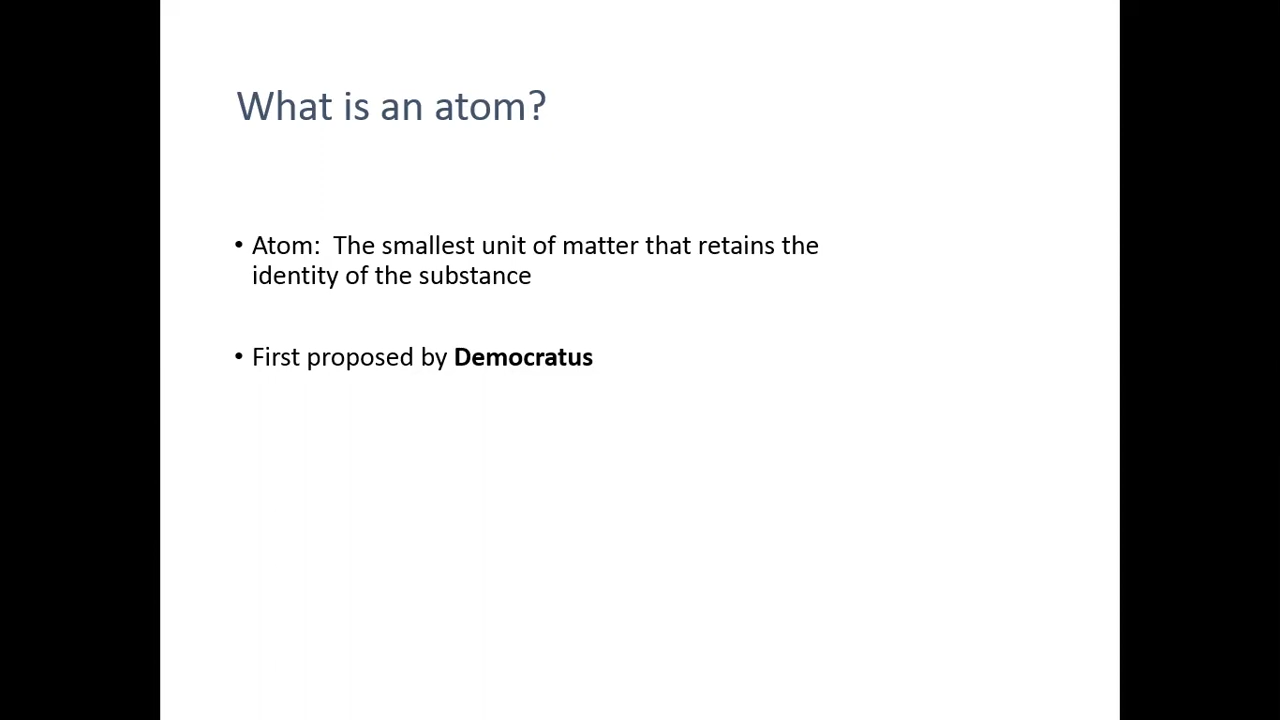 What is an atom?
• Atom:  The smallest unit of matter that retains the
identity of the substance
• First proposed by Democratus